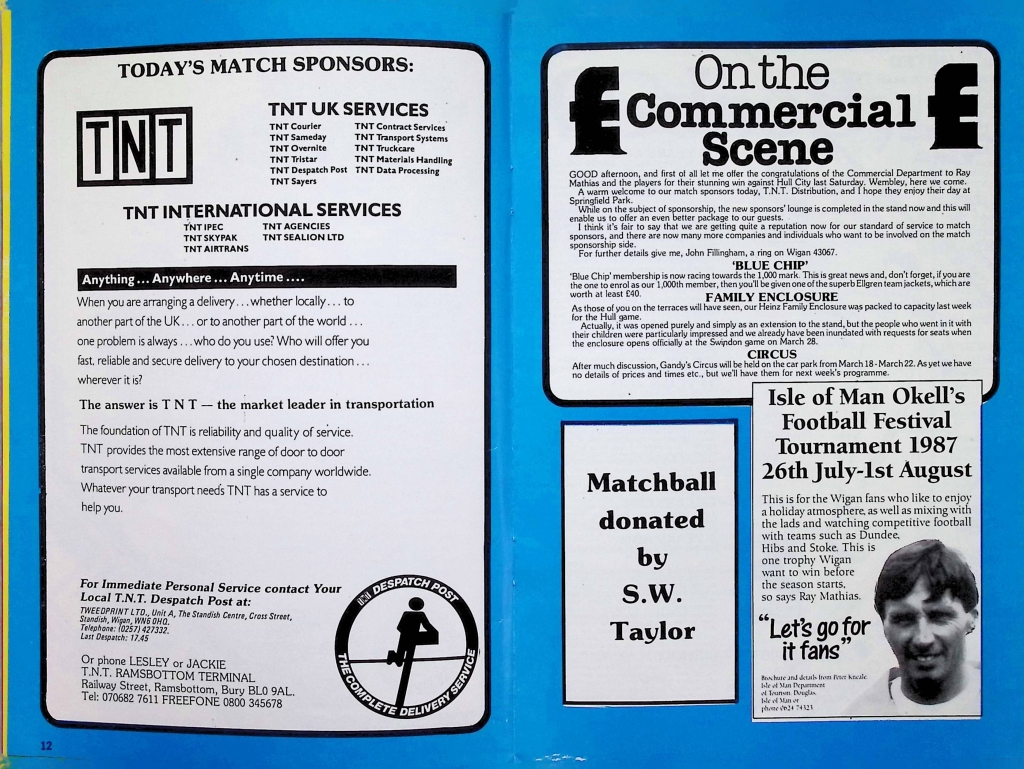 TODAY'S MATCH SPONSORS:
TNT
TNT UK SERVICES
TNT Courier
TNT Sameday
TNT Overnite
TNT Tristar
TNT Despatch Post
TNT Sayers
TNT Contract Services
TNT Transport Systems
TNT Truckcare
TNT Materials Handling
TNT Data Processing
TNT INTERNATIONAL SERVICES
TNT IPEC
TNT SKYPAK
TNT AIRTRANS
TNT AGENCIES
TNT SEALION LTD
Anything... Anywhere... Anytime....
When you are arranging a delivery... whether locally... to
another part of the UK... or to another part of the world...
one problem is always... who do you use? Who will offer you
fast, reliable and secure delivery to your chosen destination...
wherever it is?
The answer is T N T — the market leader in transportation
The foundation of TNT is reliability and quality of service.
TNT provides the most extensive range of door to door
transport services available from a single company worldwide.
Whatever your transport needs TNT has a service to
help you.
For Immediate Personal Service contact Your
Local T.N.T. Despatch Post at:
TWEEDPRINT LTD., Unit A, The Standish Centre, Cross Street,
Standish, Wigan, WN6 0HQ.
Telephone: (0257) 427332.
Last Despatch: 17.45
Or phone LESLEY or JACKIE
T.N.T. RAMSBOTTOM TERMINAL
Railway Street, Ramsbottom, Bury BL0 9AL.
Tel: 070682 7611 FREEFONE 0800 345678
TNT DESPATCH POST
THE COMPLETE DELIVERY SERVICE
12
£ On the £
Commercial
Scene
GOOD afternoon, and first of all let me offer the congratulations of the Commercial Department to Ray
Mathias and the players for their stunning win against Hull City last Saturday. Wembley, here we come.
A warm welcome to our match sponsors today, T.N.T. Distribution, and I hope they enjoy their day at
Springfield Park.
While on the subject of sponsorship, the new sponsors' lounge is completed in the stand now and this will
enable us to offer an even better package to our guests.
I think it's fair to say that we are getting quite a reputation now for our standard of service to match
sponsors, and there are now many more companies and individuals who want to be involved on the match
sponsorship side.
For further details give me, John Fillingham, a ring on Wigan 43067.
'BLUE CHIP'
'Blue Chip' membership is now racing towards the 1,000 mark. This is great news and, don't forget, if you are
the one to enrol as our 1,000th member, then you'll be given one of the superb Ellgren team jackets, which are
worth at least £40.
FAMILY ENCLOSURE
As those of you on the terraces will have seen, our Heinz Family Enclosure was packed to capacity last week
for the Hull game.
Actually, it was opened purely and simply as an extension to the stand, but the people who went in it with
their children were particularly impressed and we already have been inundated with requests for seats when
the enclosure opens officially at the Swindon game on March 28.
CIRCUS
After much discussion, Gandy's Circus will be held on the car park from March 18 - March 22. As yet we have
no details of prices and times etc., but we'll have them for next week's programme.
Matchball
donated
by
S.W.
Taylor
Isle of Man Okell's
Football Festival
Tournament 1987
26th July-1st August
This is for the Wigan fans who like to enjoy
a holiday atmosphere, as well as mixing with
the lads and watching competitive football
with teams such as Dundee,
Hibs and Stoke. This is
one trophy Wigan
want to win before
the season starts,
so says Ray Mathias.
"Let's go for
it fans"
Brochure and details from Peter Kneale
Isle of Man Department
of Tourism, Douglas,
Isle of Man or
phone 0624 74323